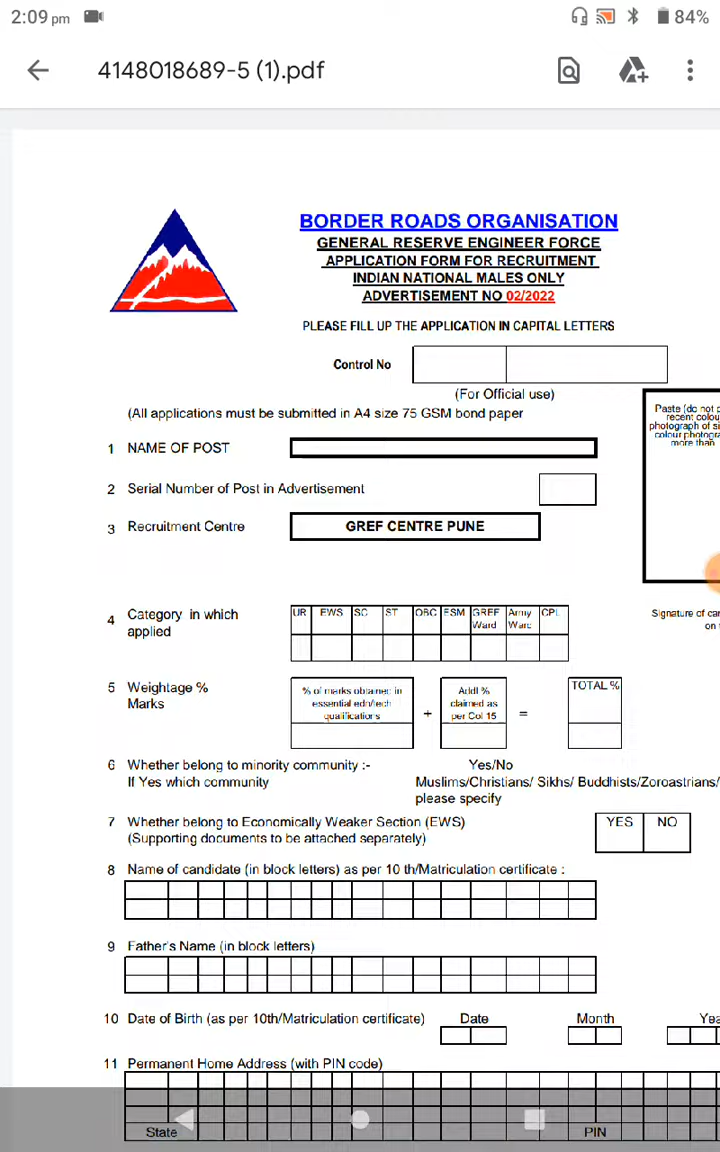 2:09 pm 84%
4148018689-5 (1).pdf
BORDER ROADS ORGANISATION
GENERAL RESERVE ENGINEER FORCE
APPLICATION FORM FOR RECRUITMENT
INDIAN NATIONAL MALES ONLY
ADVERTISEMENT NO 02/2022
PLEASE FILL UP THE APPLICATION IN CAPITAL LETTERS
Control No
(For Official use)
(All applications must be submitted in A4 size 75 GSM bond paper
Paste (do not
recent colou
photograph of si
colour photogra
more than
1 NAME OF POST
2 Serial Number of Post in Advertisement
3 Recruitment Centre GREF CENTRE PUNE
Signature of can
on
4 Category in which applied
UR EWS SC ST OBC ESM GREF Ward Army Ward CPL
5 Weightage % Marks
% of marks obtained in essential edn/tech qualifications + Addl % claimed as per Col 15 = TOTAL %
6 Whether belong to minority community :- Yes/No
If Yes which community Muslims/Christians/ Sikhs/ Buddhists/Zoroastrians/
please specify
7 Whether belong to Economically Weaker Section (EWS) YES NO
(Supporting documents to be attached separately)
8 Name of candidate (in block letters) as per 10 th/Matriculation certificate :
9 Father's Name (in block letters)
10 Date of Birth (as per 10th/Matriculation certificate) Date Month Yea
11 Permanent Home Address (with PIN code)
State PIN